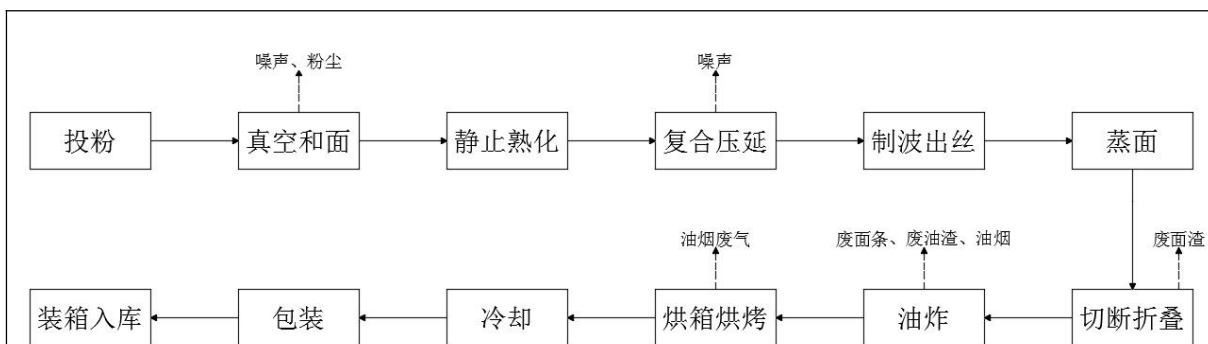 噪声、粉尘
噪声
投粉
真空和面
静止熟化
复合压延
制波出丝
蒸面
油烟废气
废面条、废油渣、油烟
废面渣
装箱入库
包装
冷却
烘箱烘烤
油炸
切断折叠